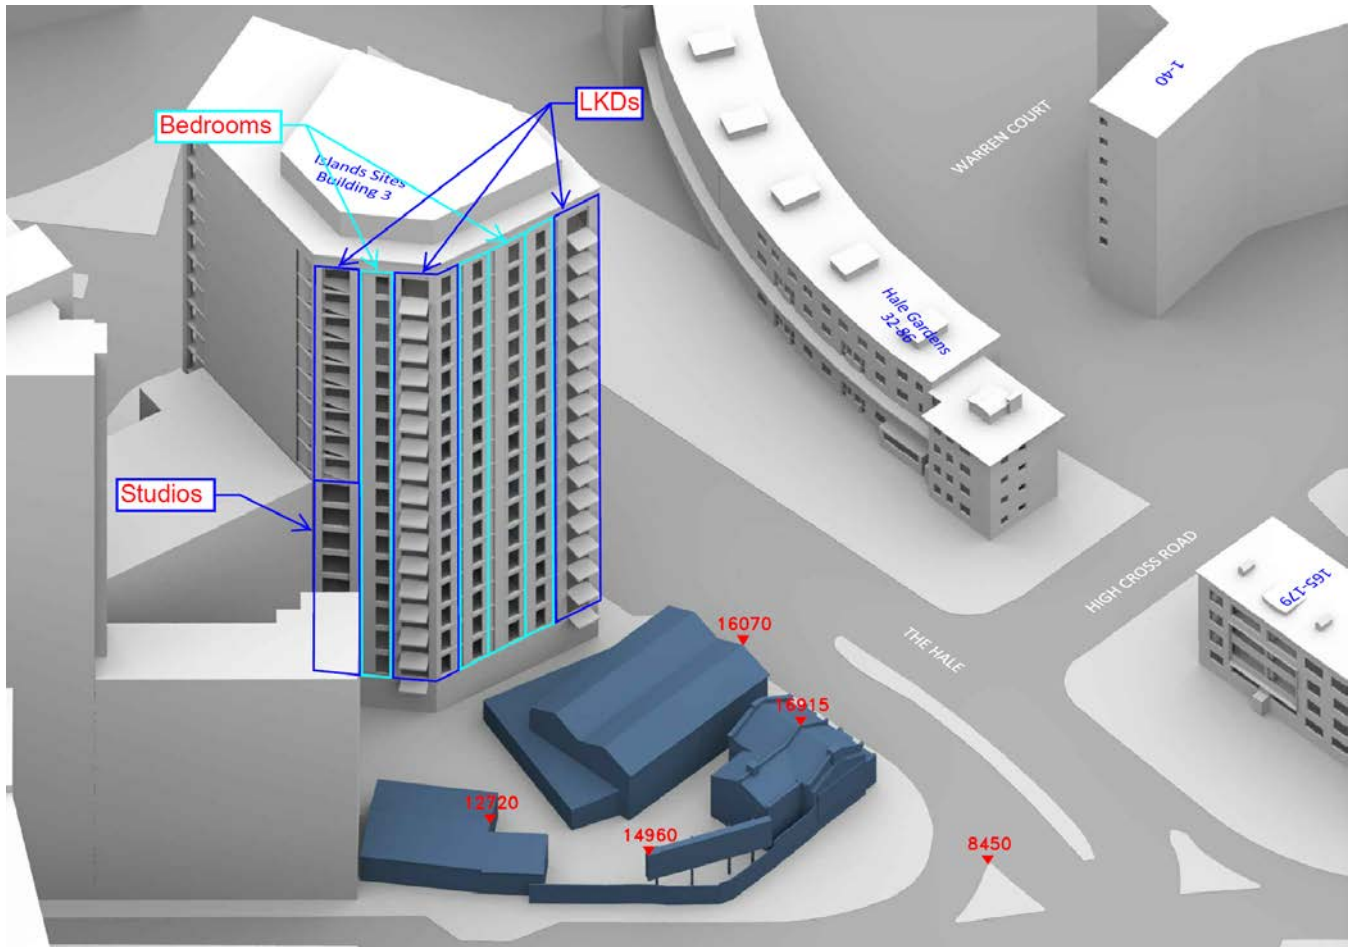 1-40
LKDs
Bedrooms
WARREN COURT
Islands Sites
Building 3
Hale Gardens
32-86
Studios
HIGH CROSS ROAD
165-179
THE HALE
16070
16915
12720
14960
8450